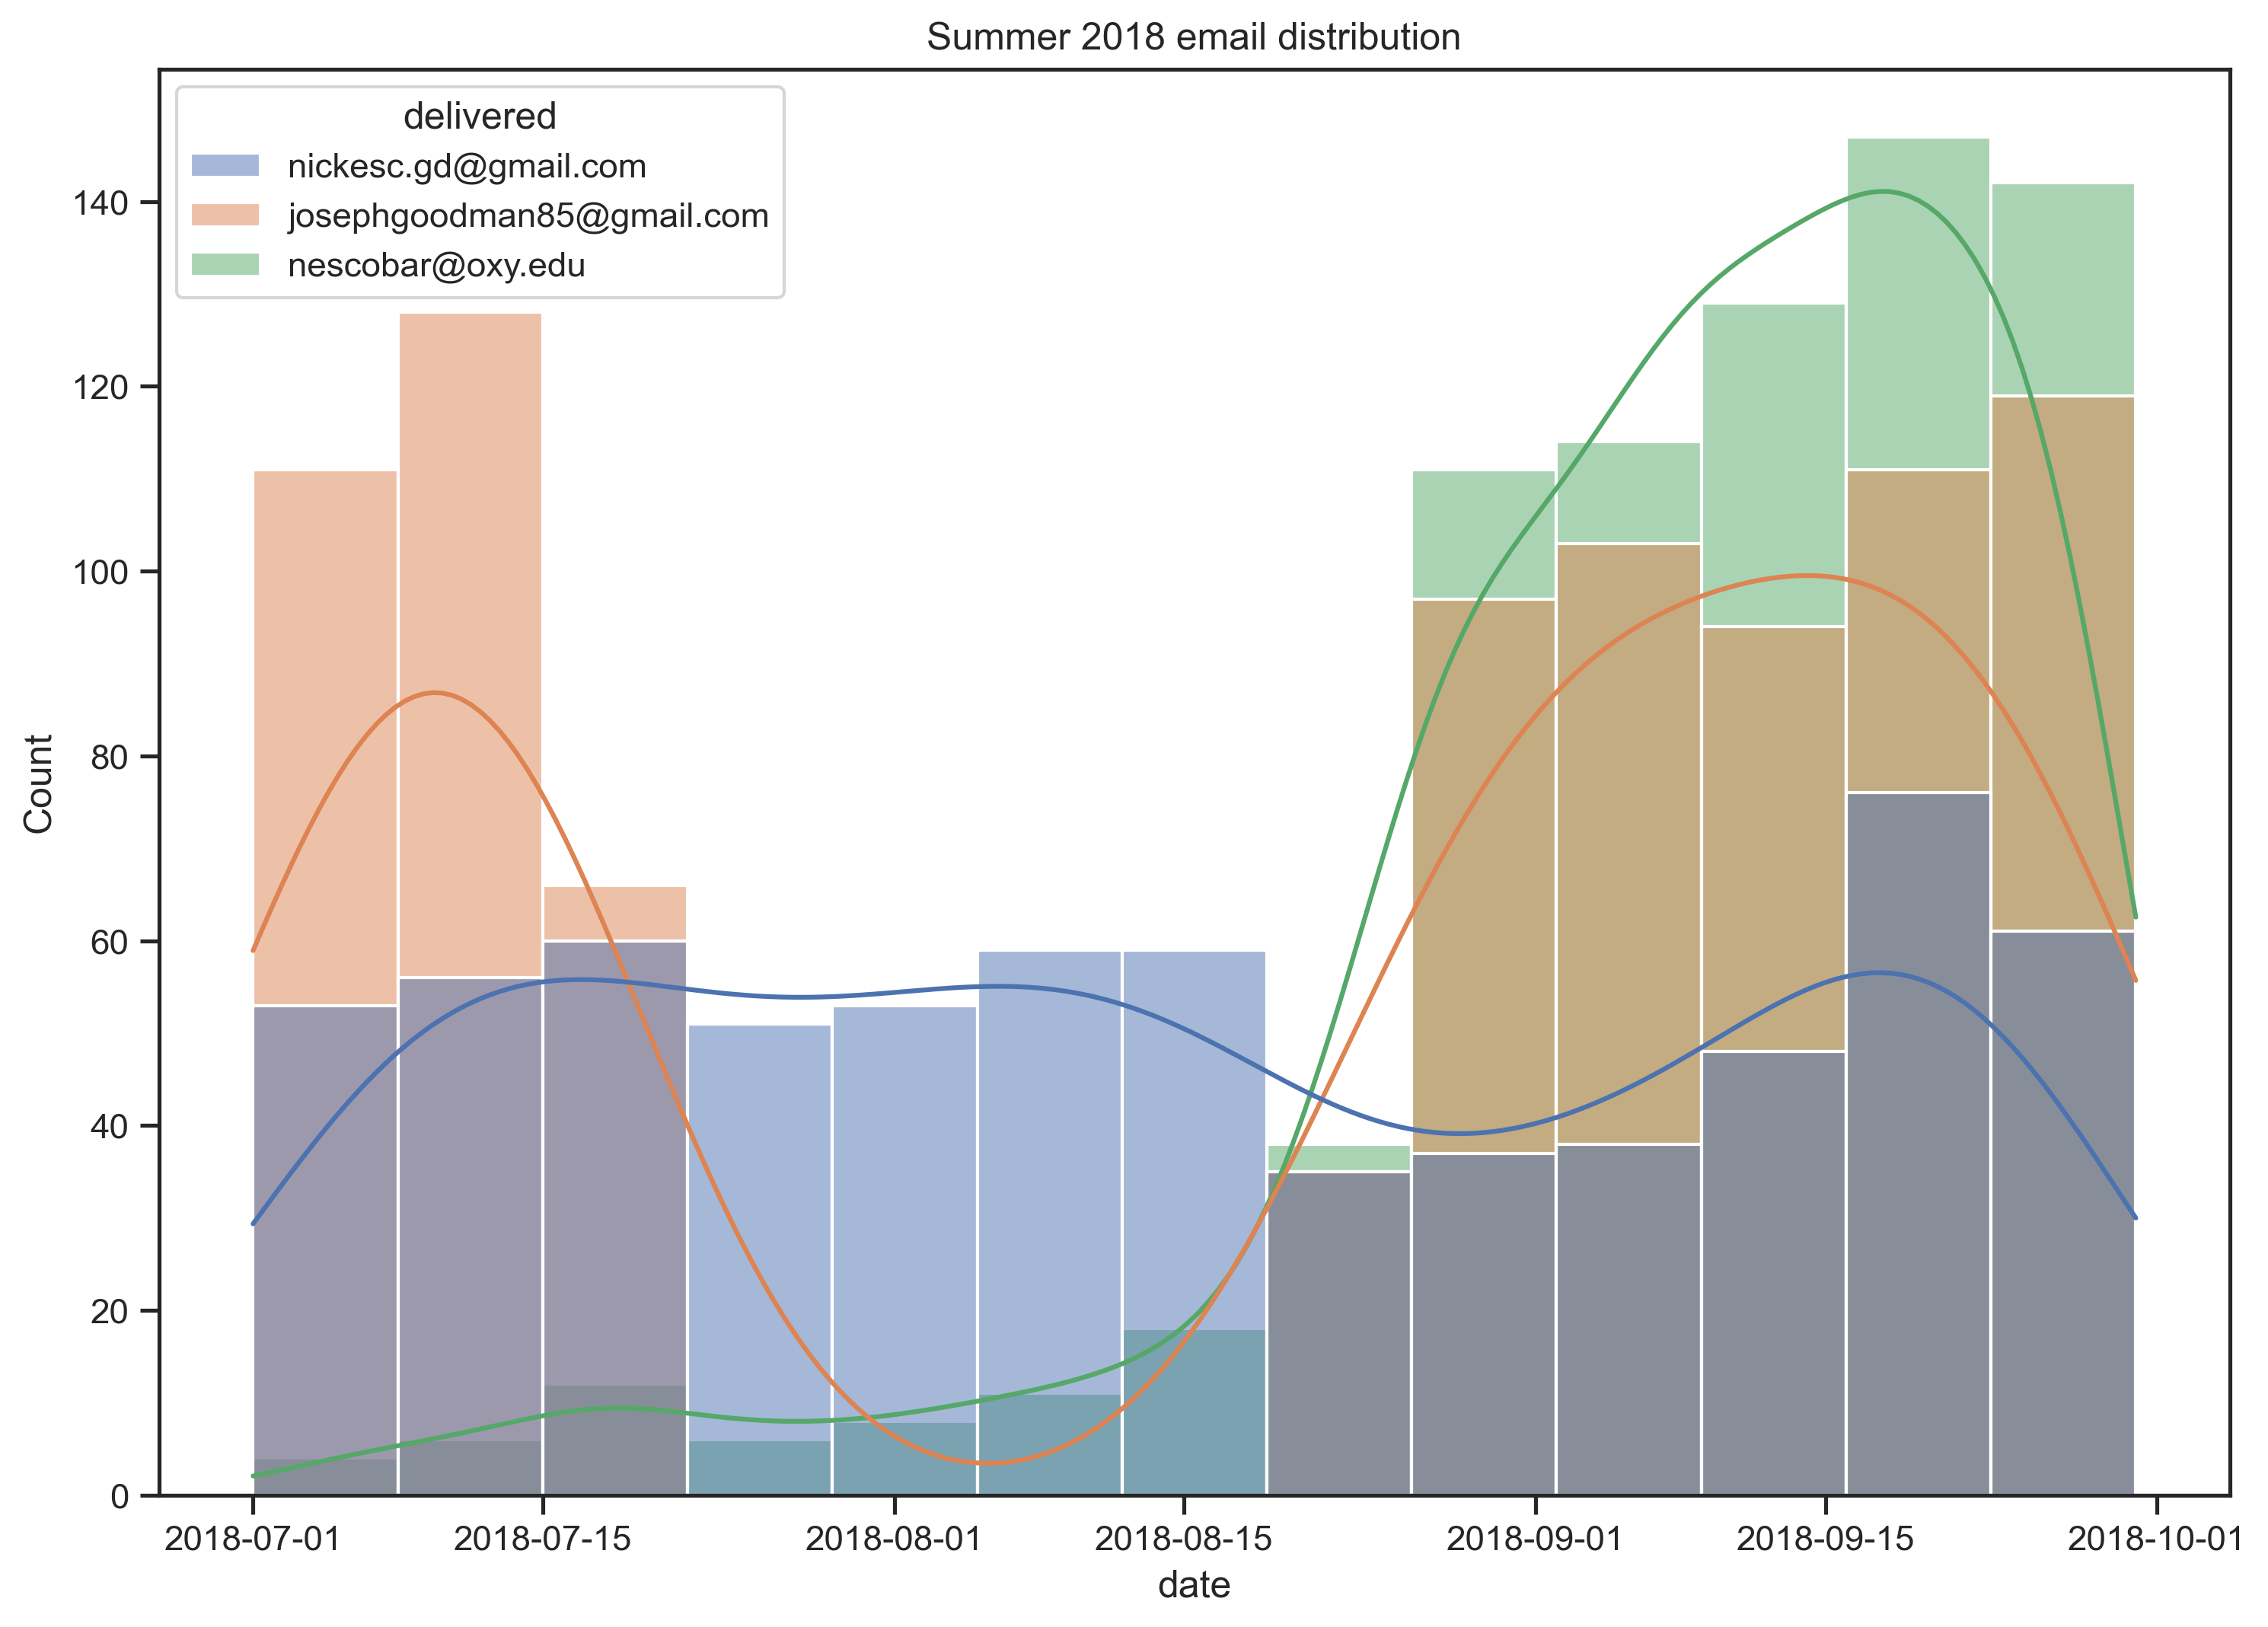 Summer 2018 email distribution
delivered
nickesc.gd@gmail.com
josephgoodman85@gmail.com
nescobar@oxy.edu
Count
140
120
100
80
60
40
20
0
2018-07-01 2018-07-15 2018-08-01 2018-08-15 2018-09-01 2018-09-15 2018-10-01
date